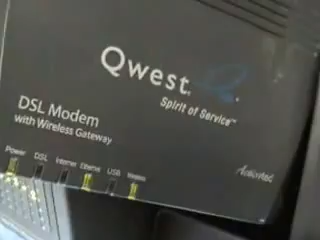 Qwest.
Spirit of Service™
DSL Modem
with Wireless Gateway
Actiontec
Power DSL Internet Ethernet USB Wireless